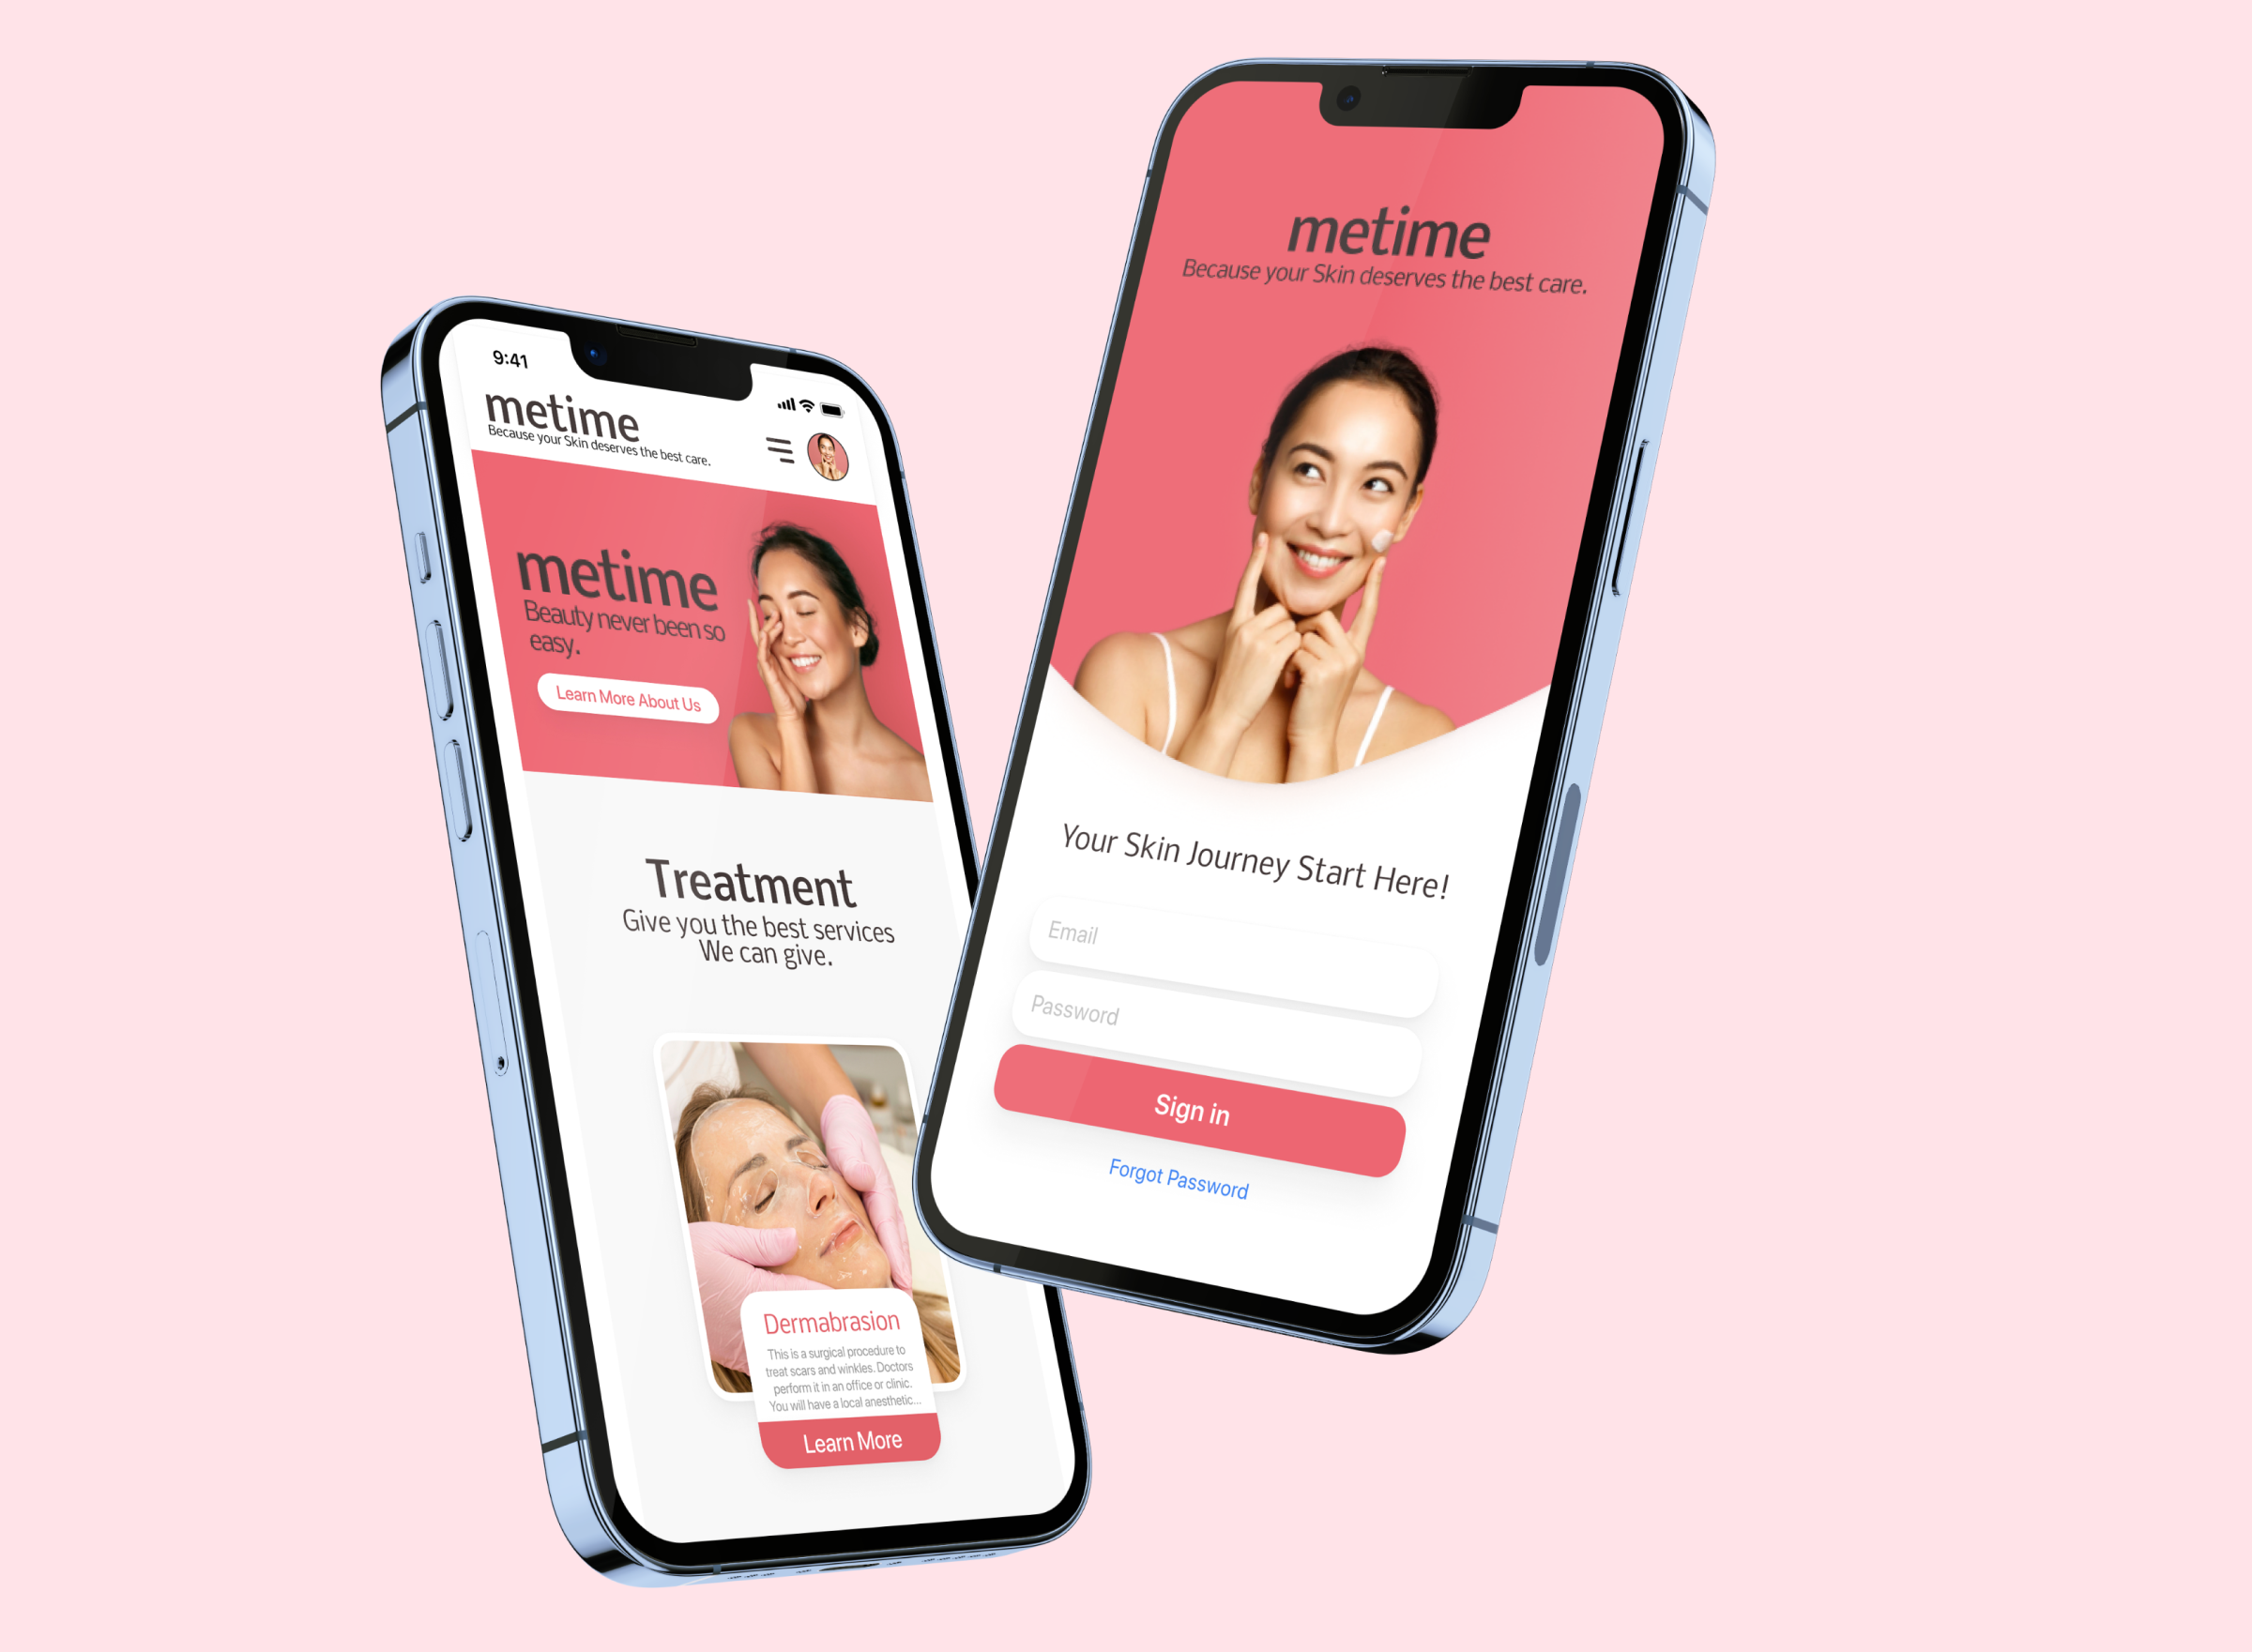 9:41
metime
Because your Skin deserves the best care.
metime
Beauty never been so
easy.
Learn More About Us
Treatment
Give you the best services
We can give.
Dermabrasion
This is a surgical procedure to
treat scars and winkles. Doctors
perform it in an office or clinic.
You will have a local anesthetic...
Learn More
metime
Because your Skin deserves the best care.
Your Skin Journey Start Here!
Email
Password
Sign in
Forgot Password